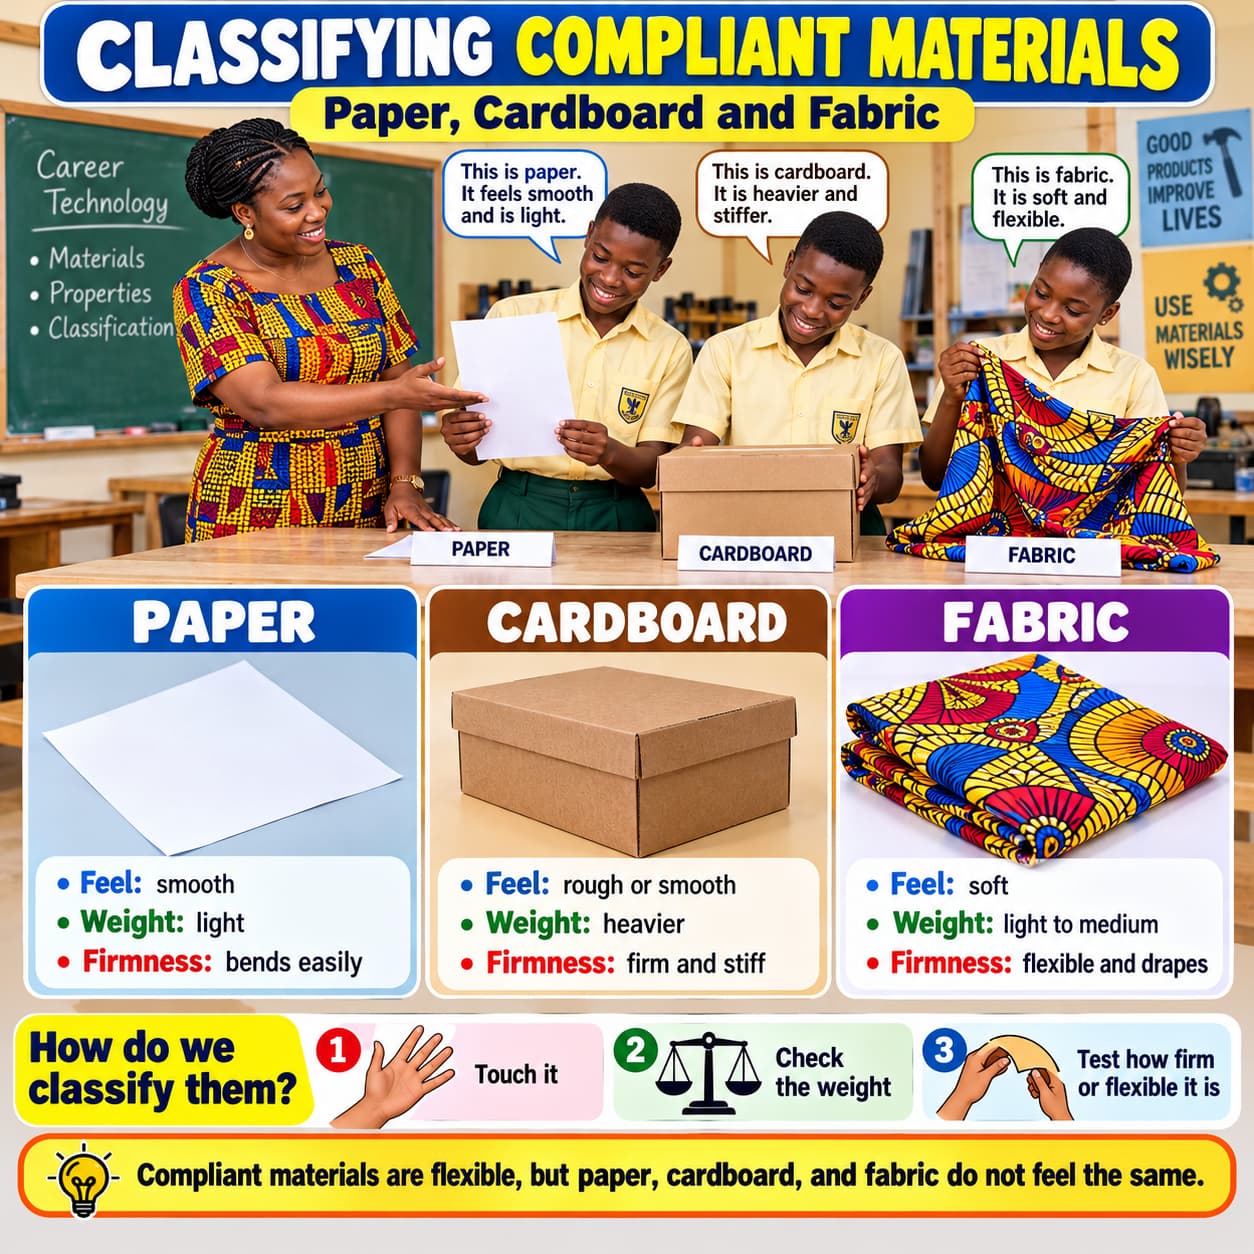 CLASSIFYING COMPLIANT MATERIALS
Paper, Cardboard and Fabric
Career
Technology
• Materials
• Properties
• Classification
This is paper.
It feels smooth
and is light.
This is cardboard.
It is heavier and
stiffer.
This is fabric.
It is soft and
flexible.
GOOD
PRODUCTS
IMPROVE
LIVES
USE
MATERIALS
WISELY
PAPER
CARDBOARD
FABRIC
PAPER
• Feel: smooth
• Weight: light
• Firmness: bends easily
CARDBOARD
• Feel: rough or smooth
• Weight: heavier
• Firmness: firm and stiff
FABRIC
• Feel: soft
• Weight: light to medium
• Firmness: flexible and drapes
How do we
classify them?
1
Touch it
2
Check
the weight
3
Test how firm
or flexible it is
Compliant materials are flexible, but paper, cardboard, and fabric do not feel the same.